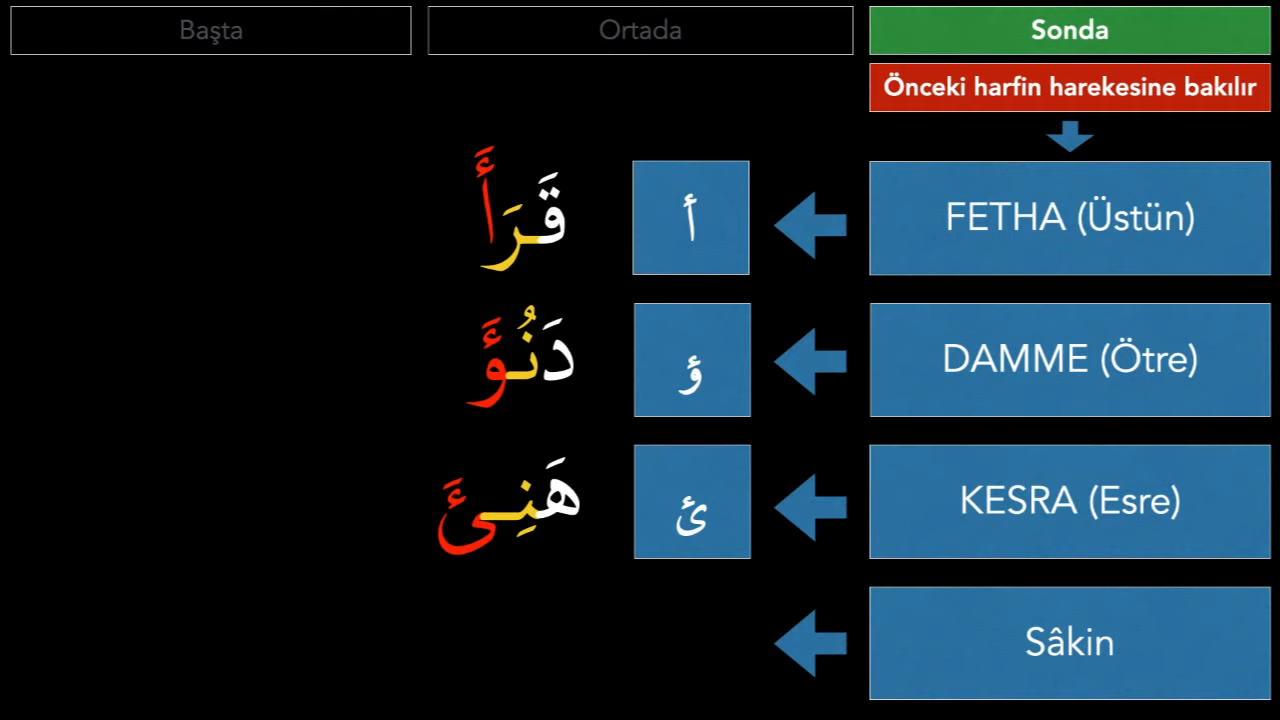 Başta
Ortada
Sonda
Önceki harfin harekesine bakılır
FETHA (Üstün)
أ
قَرَأَ
DAMME (Ötre)
ؤ
دَنُؤَ
KESRA (Esre)
ئ
هَنِئَ
Sâkin